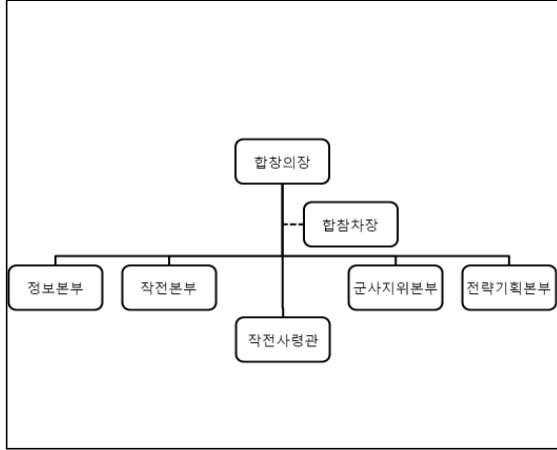 합창의장
합참차장
정보본부
작전본부
군사지위본부
전략기획본부
작전사령관